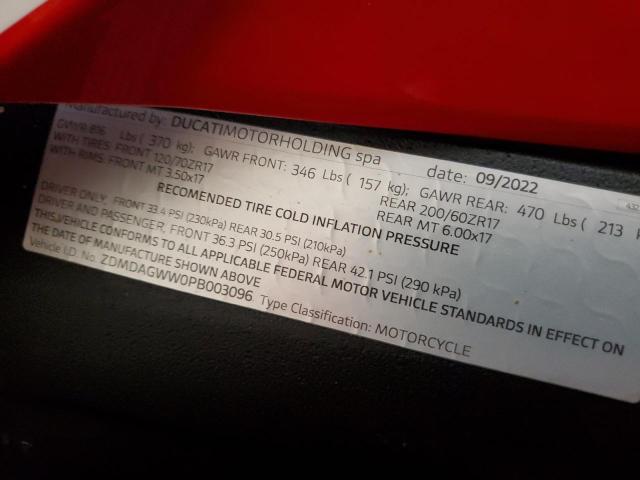 Manufactured by: DUCATIMOTORHOLDING spa date: 09/2022
GVWR 816 Lbs ( 370 kg); GAWR FRONT: 346 Lbs ( 157 kg); GAWR REAR: 470 Lbs ( 213
WITH TIRES: FRONT 120/70ZR17 REAR 200/60ZR17
WITH RIMS: FRONT MT 3.50x17 REAR MT 6.00x17
RECOMENDED TIRE COLD INFLATION PRESSURE
DRIVER ONLY: FRONT 33.4 PSI (230kPa) REAR 30.5 PSI (210kPa)
DRIVER AND PASSENGER, FRONT 36.3 PSI (250kPa) REAR 42.1 PSI (290 kPa)
THIS VEHICLE CONFORMS TO ALL APPLICABLE FEDERAL MOTOR VEHICLE STANDARDS IN EFFECT ON
THE DATE OF MANUFACTURE SHOWN ABOVE
Vehicle I.D. No. ZDMDAGWW0PB003096. Type Classification: MOTORCYCLE